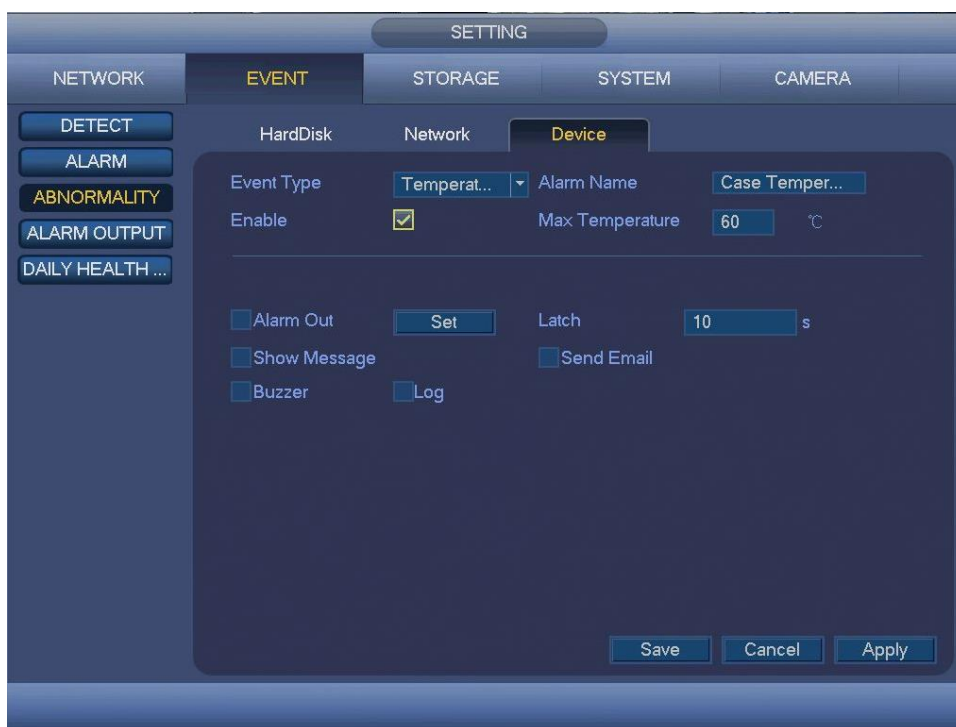 SETTING
NETWORK EVENT STORAGE SYSTEM CAMERA
DETECT
ALARM
ABNORMALITY
ALARM OUTPUT
DAILY HEALTH ...
HardDisk Network Device
Event Type Temperat... Alarm Name Case Temper...
Enable Max Temperature 60 ℃
Alarm Out Set Latch 10 s
Show Message Send Email
Buzzer Log
Save Cancel Apply